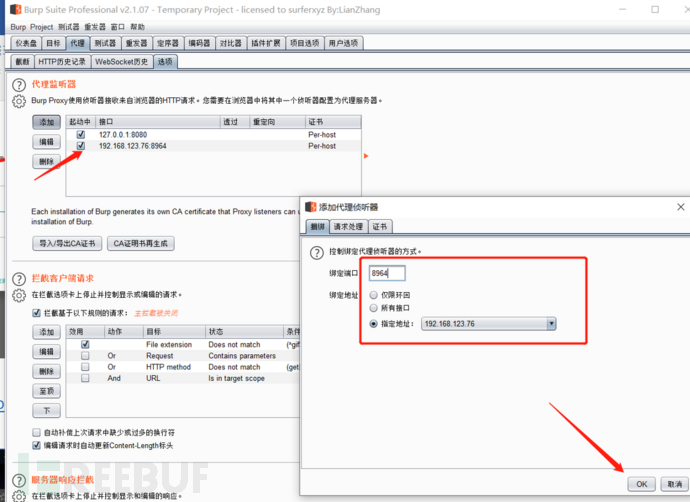 Burp Suite Professional v2.1.07 - Temporary Project - licensed to surferxyz By:LianZhang
Burp Project 测试器 重发器 窗口 帮助
仪表盘 目标 代理 测试器 重发器 定序器 编码器 对比器 插件扩展 项目选项 用户选项
截断 HTTP历史记录 WebSocket历史 选项
代理监听器
Burp Proxy使用侦听器接收来自浏览器的HTTP请求。您需要在浏览器中将其中一个侦听器配置为代理服务器。
添加 起动中 接口 透过 重定向 证书
127.0.0.1:8080 Per-host
编辑 192.168.123.76:8964 Per-host
删除
Each installation of Burp generates its own CA certificate that Proxy listeners can u
installation of Burp.
导入/导出CA证书 CA证明书再生成
拦截客户端请求
在拦截选项卡上停止并控制显示或编辑的请求。
拦截基于以下规则的请求： 主拦截被关闭
添加 效用 动作 目标 状态 条件
File extension Does not match (^gif
编辑 Or Request Contains parameters
Or HTTP method Does not match (get
删除 And URL Is in target scope
至顶
下
自动补值上次请求中缺少或过多的换行符
编辑请求时自动更新Content-Length标头
服务器响应拦截
在拦截选项卡上停止并控制显示和编辑的响应。
REEBUF
添加代理侦听器
捆绑 请求处理 证书
控制绑定代理侦听器的方式。
绑定端口 8964
绑定地址 仅限环回
所有接口
指定地址： 192.168.123.76
OK 取消